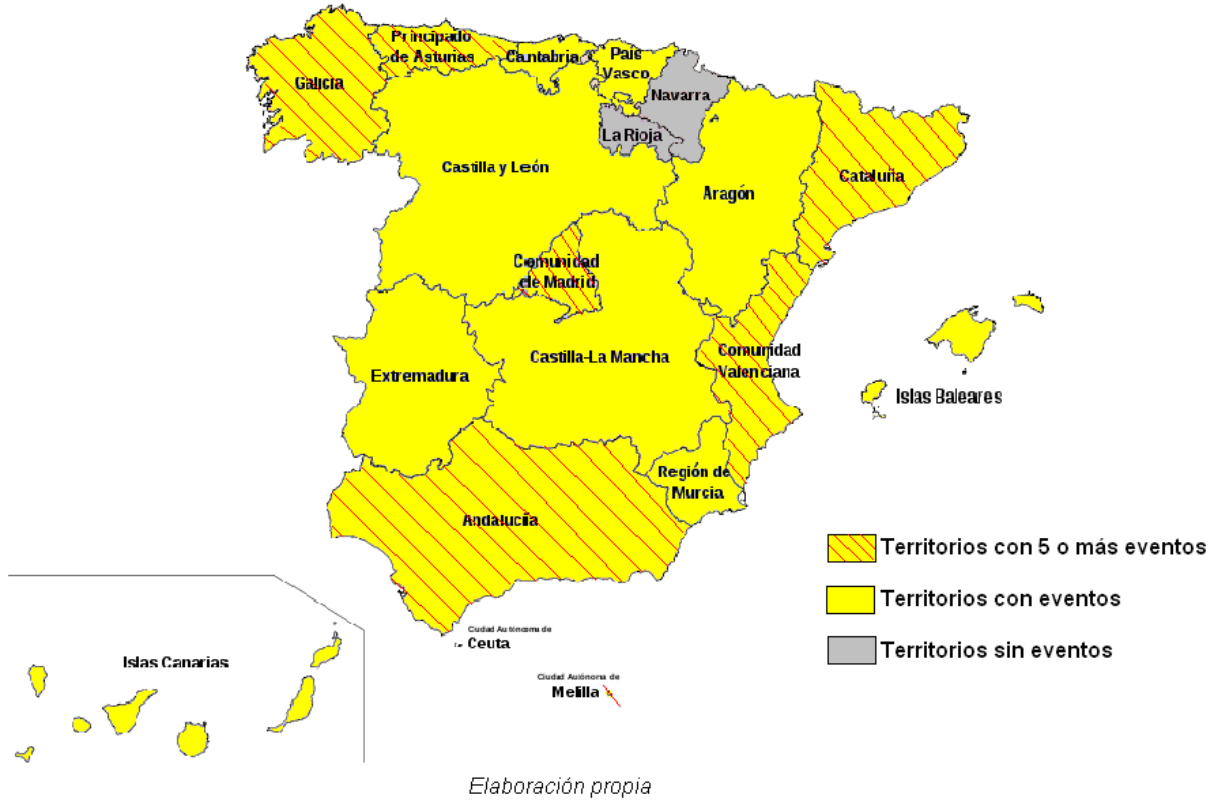 Principado
de Asturias
Cantabria
País
Vasco
Galicia
Navarra
La Rioja
Castilla y León
Aragón
Cataluña
Comunidad
de Madrid
Comunidad
Valenciana
Castilla-La Mancha
Extremadura
Islas Baleares
Región de
Murcia
Andalucía
Territorios con 5 o más eventos
Territorios con eventos
Territorios sin eventos
Ciudad Autónoma de
Ceuta
Islas Canarias
Ciudad Autónoma de
Melilla
Elaboración propia